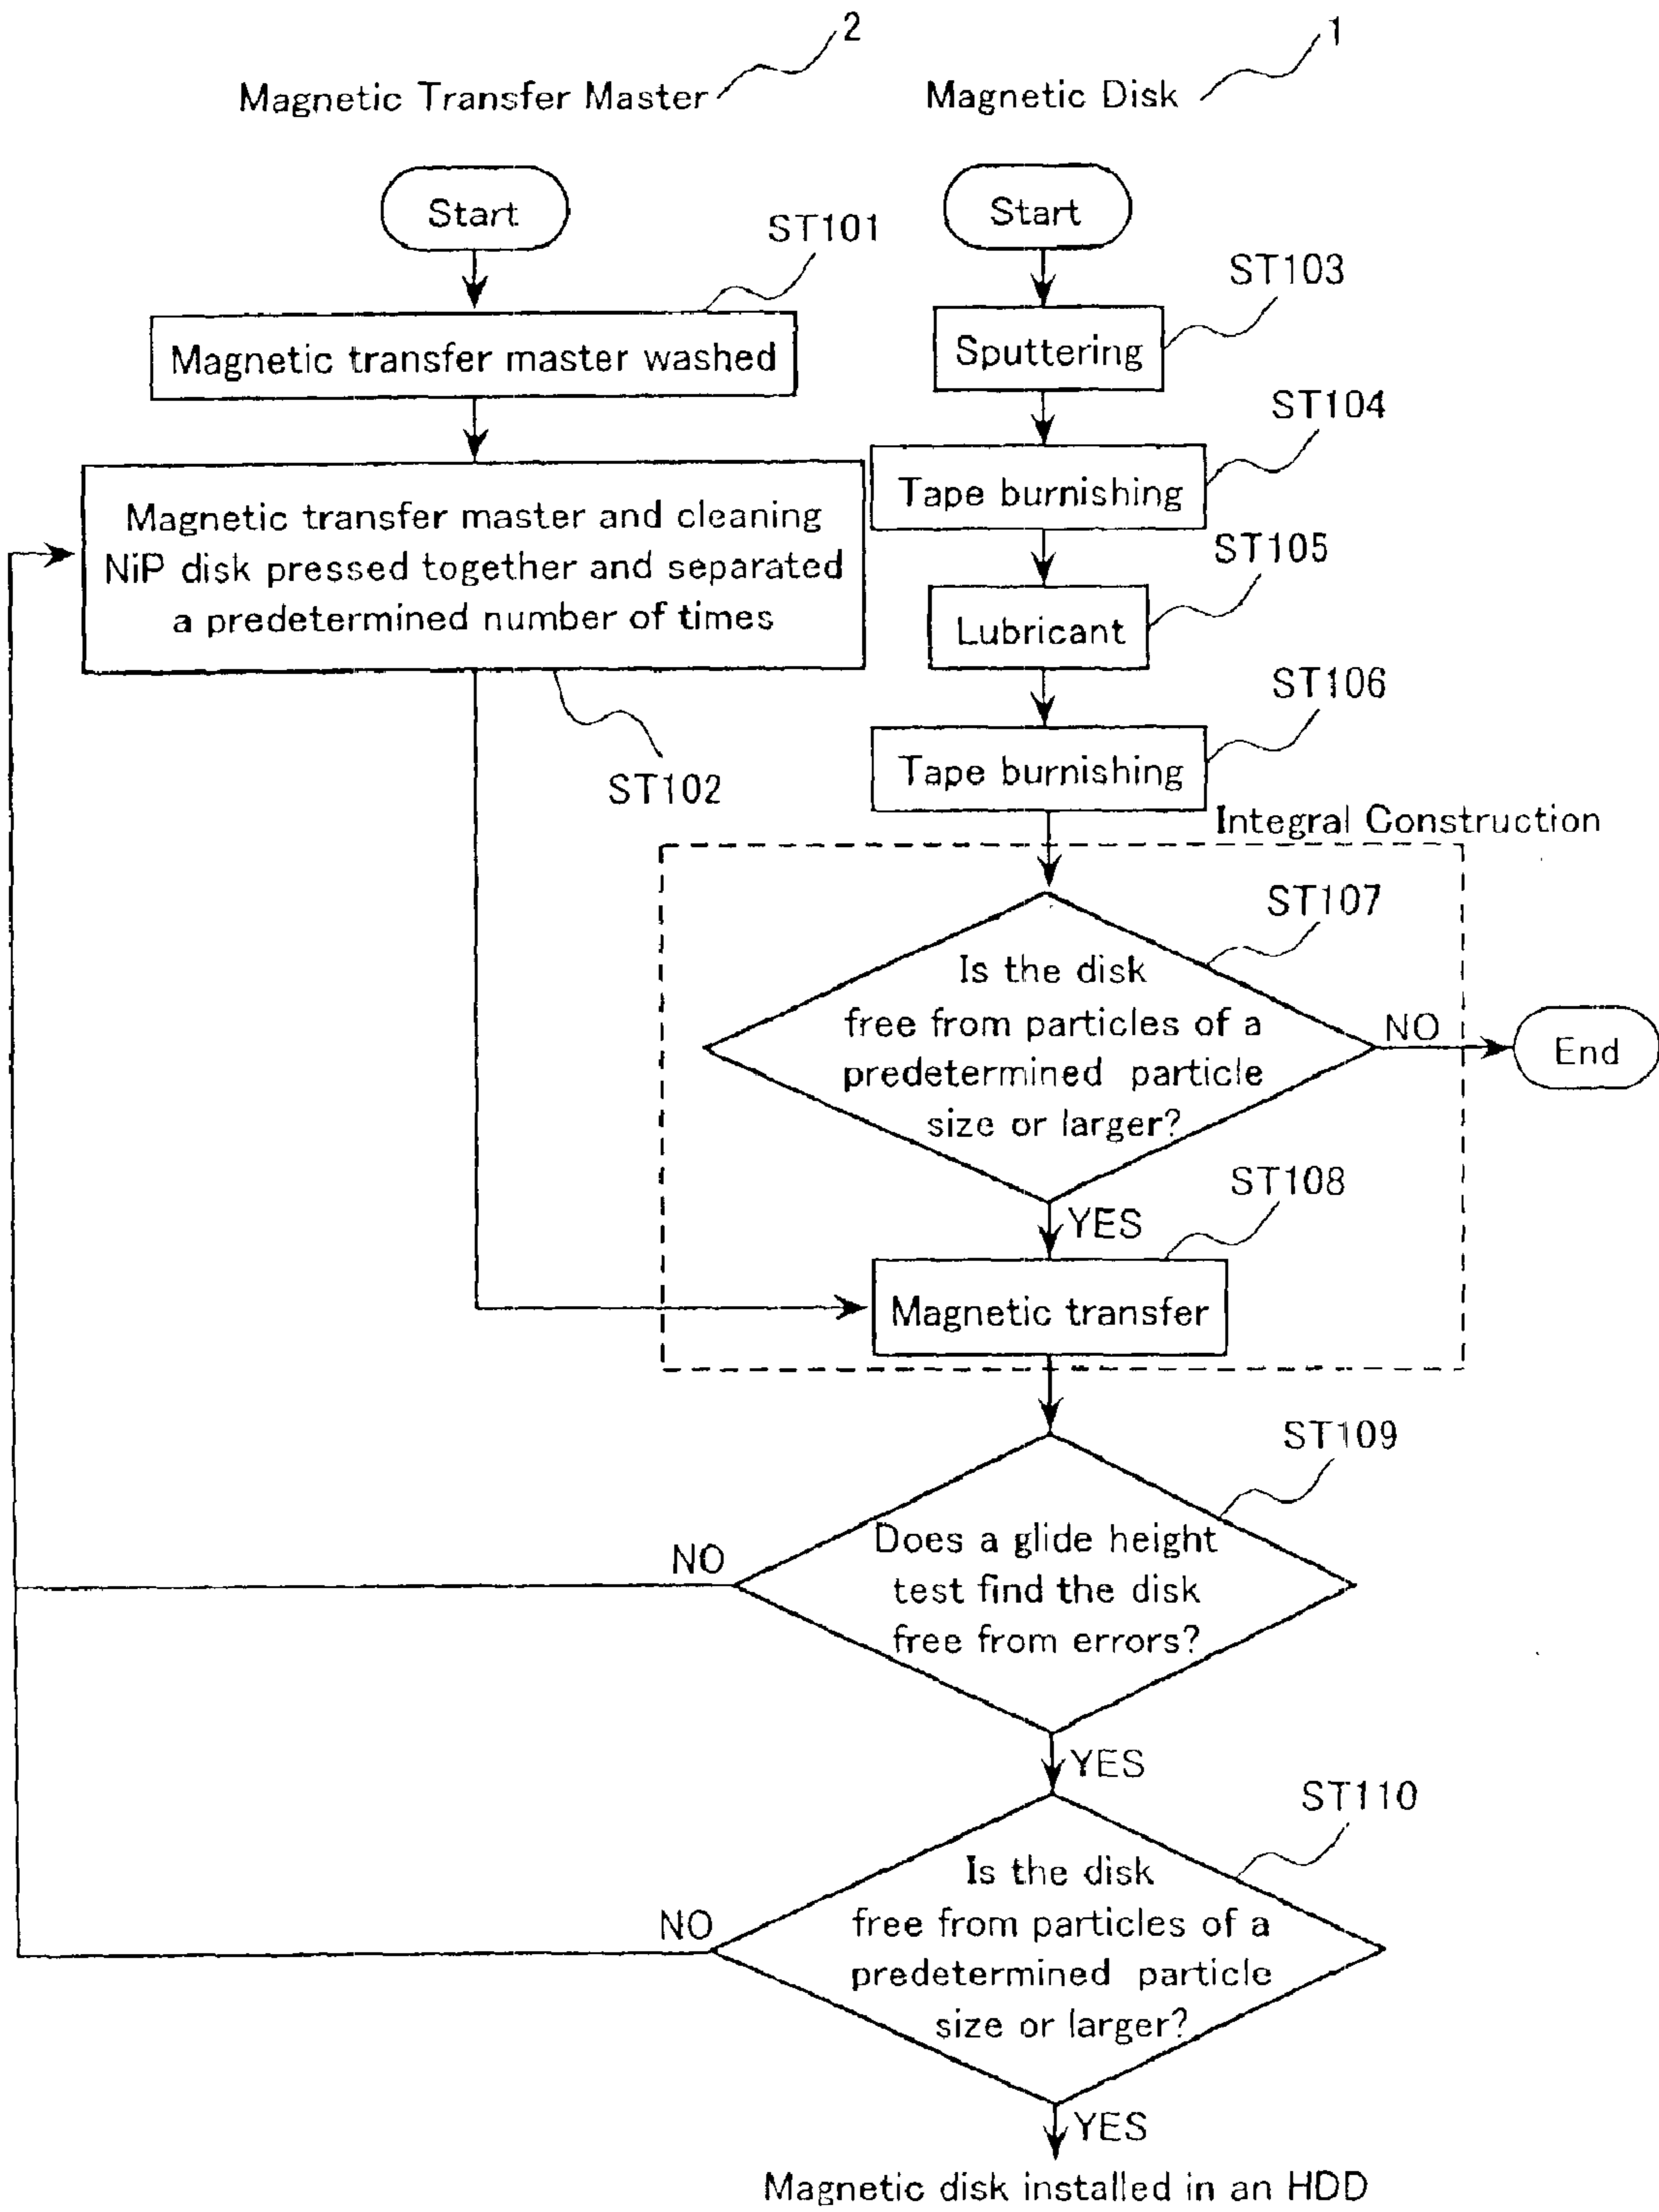 2
1
Magnetic Transfer Master
Magnetic Disk
Start
Start
ST101
ST103
Magnetic transfer master washed
Sputtering
ST104
Magnetic transfer master and cleaning
NiP disk pressed together and separated
a predetermined number of times
Tape burnishing
ST105
Lubricant
ST106
ST102
Tape burnishing
Integral Construction
ST107
Is the disk
free from particles of a
predetermined particle
size or larger?
NO
End
ST108
YES
Magnetic transfer
ST109
Does a glide height
test find the disk
free from errors?
NO
YES
ST110
Is the disk
free from particles of a
predetermined particle
size or larger?
NO
YES
Magnetic disk installed in an HDD